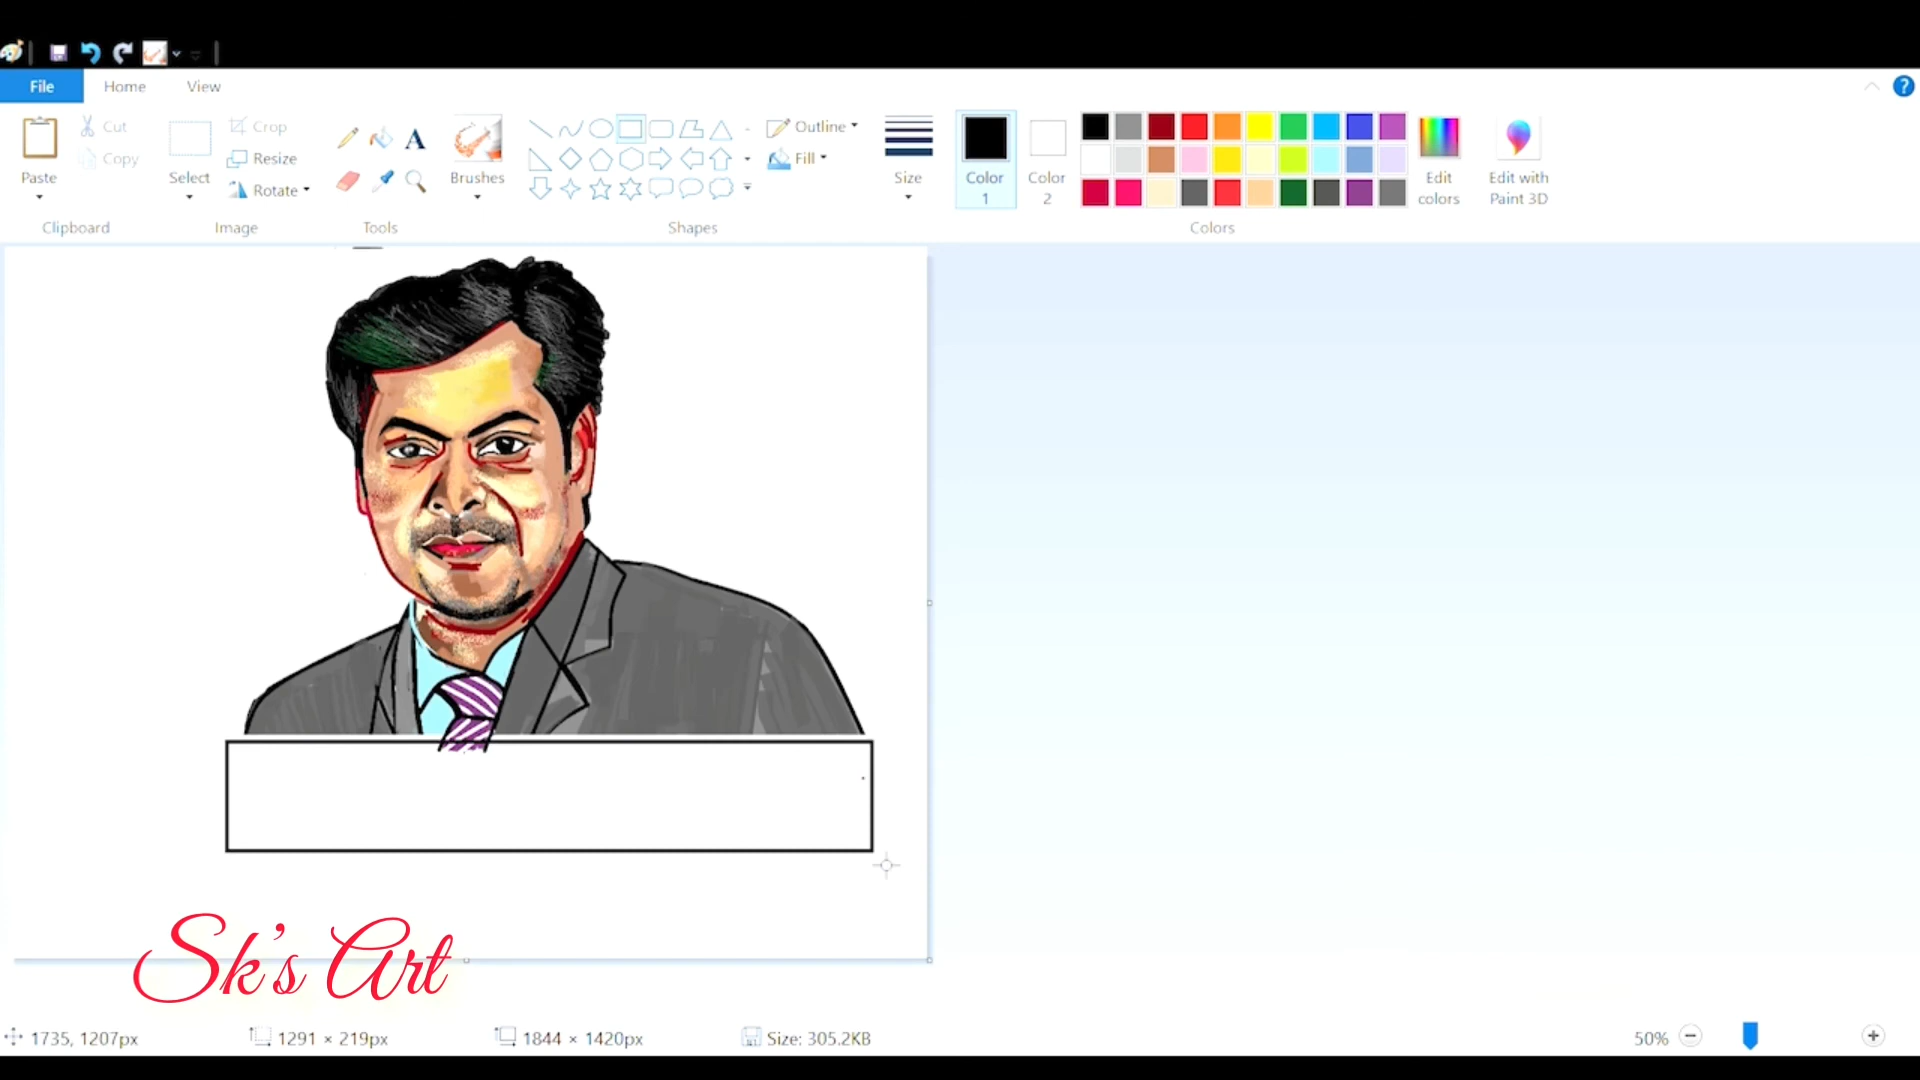 File Home View
Cut
Copy
Paste
Clipboard
Crop
Resize
Rotate
Select
Image
Tools
A
Brushes
Shapes
Outline
Fill
Size
Color
1
Color
2
Edit
colors
Edit with
Paint 3D
Colors
?
Sk's Art
1735, 1207px 1291 × 219px 1844 × 1420px Size: 305.2KB 50%